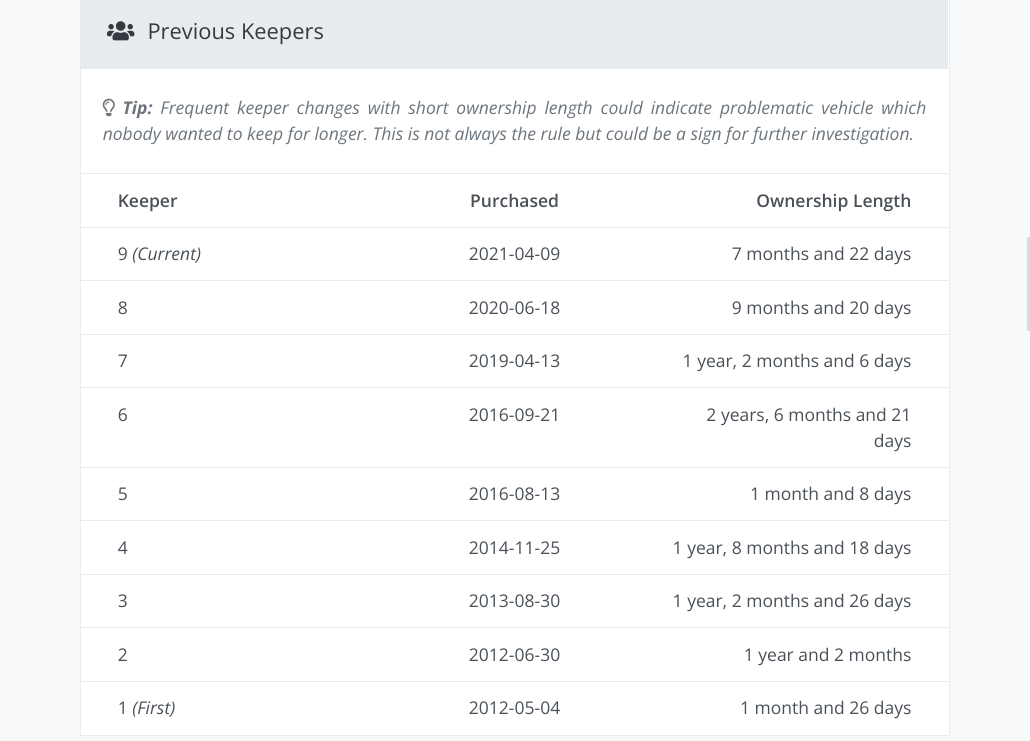 Previous Keepers
Tip: Frequent keeper changes with short ownership length could indicate problematic vehicle which
nobody wanted to keep for longer. This is not always the rule but could be a sign for further investigation.
Keeper Purchased Ownership Length
9 (Current) 2021-04-09 7 months and 22 days
8 2020-06-18 9 months and 20 days
7 2019-04-13 1 year, 2 months and 6 days
6 2016-09-21 2 years, 6 months and 21
days
5 2016-08-13 1 month and 8 days
4 2014-11-25 1 year, 8 months and 18 days
3 2013-08-30 1 year, 2 months and 26 days
2 2012-06-30 1 year and 2 months
1 (First) 2012-05-04 1 month and 26 days